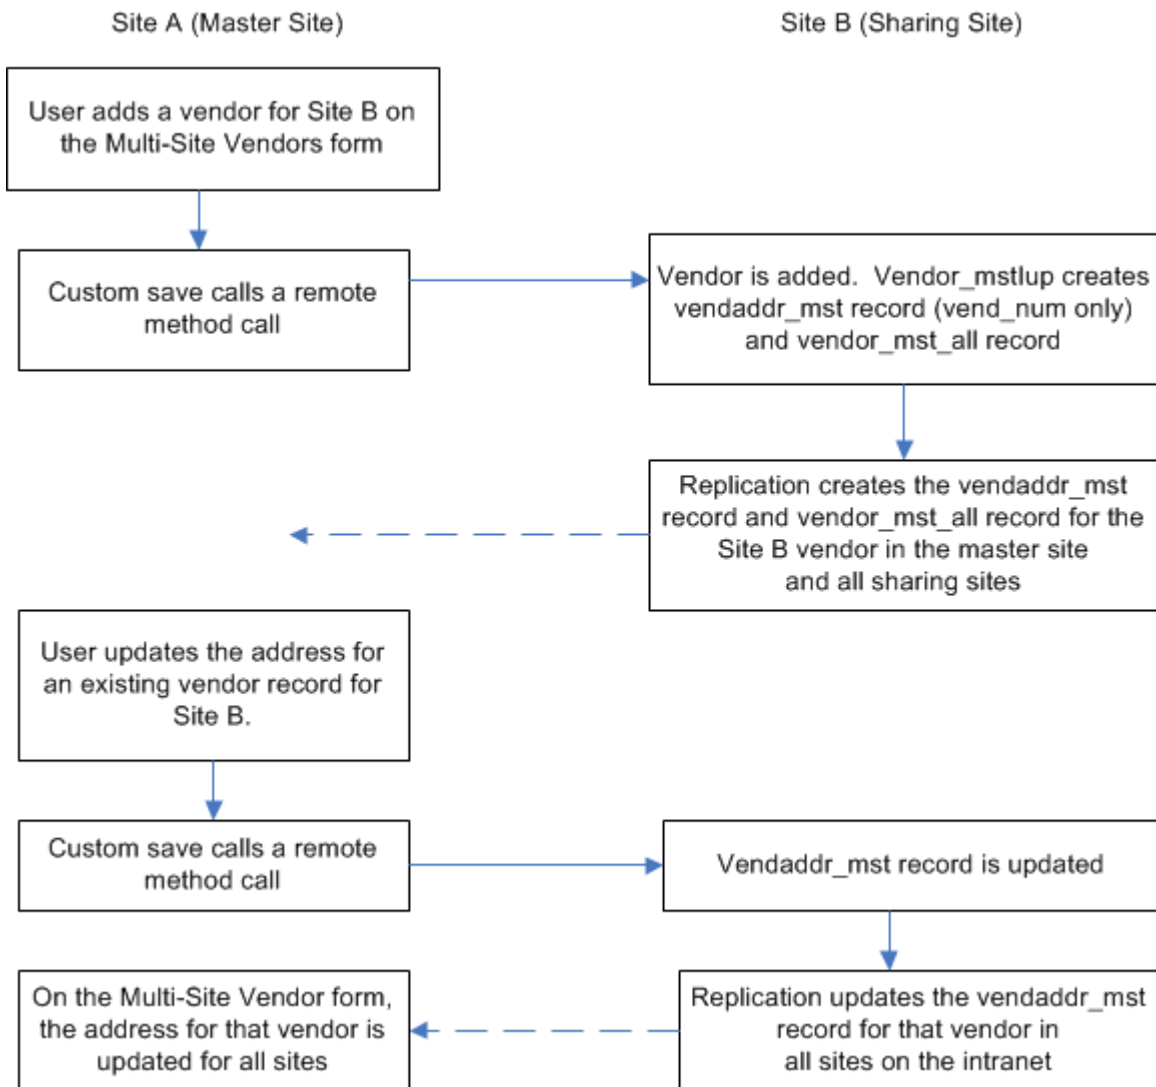 Site A (Master Site)
Site B (Sharing Site)
User adds a vendor for Site B on
the Multi-Site Vendors form
Custom save calls a remote
method call
Vendor is added. Vendor_mstIup creates
vendaddr_mst record (vend_num only)
and vendor_mst_all record
Replication creates the vendaddr_mst
record and vendor_mst_all record for the
Site B vendor in the master site
and all sharing sites
User updates the address for
an existing vendor record for
Site B.
Custom save calls a remote
method call
Vendaddr_mst record is updated
Replication updates the vendaddr_mst
record for that vendor in
all sites on the intranet
On the Multi-Site Vendor form,
the address for that vendor is
updated for all sites